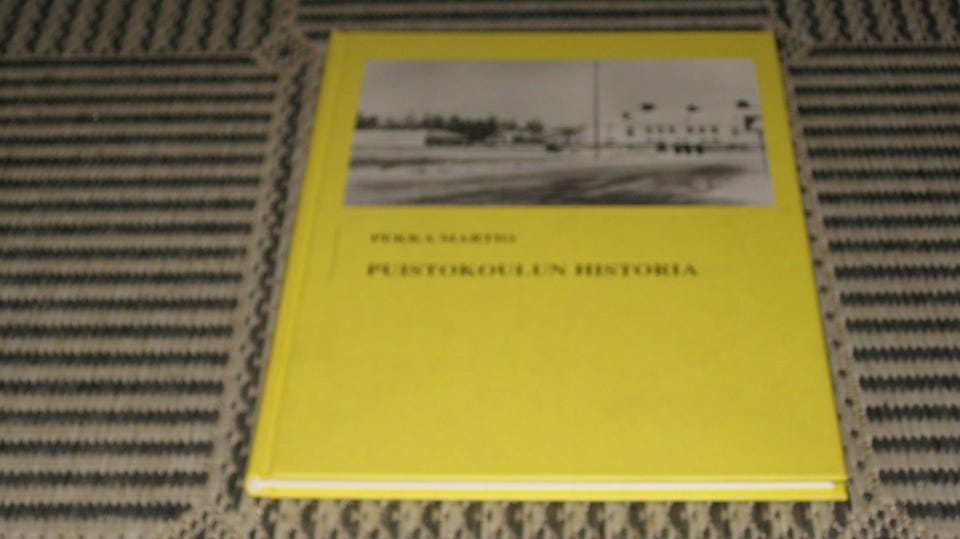 PEKKA MARTIO
PUISTOKOULUN HISTORIA